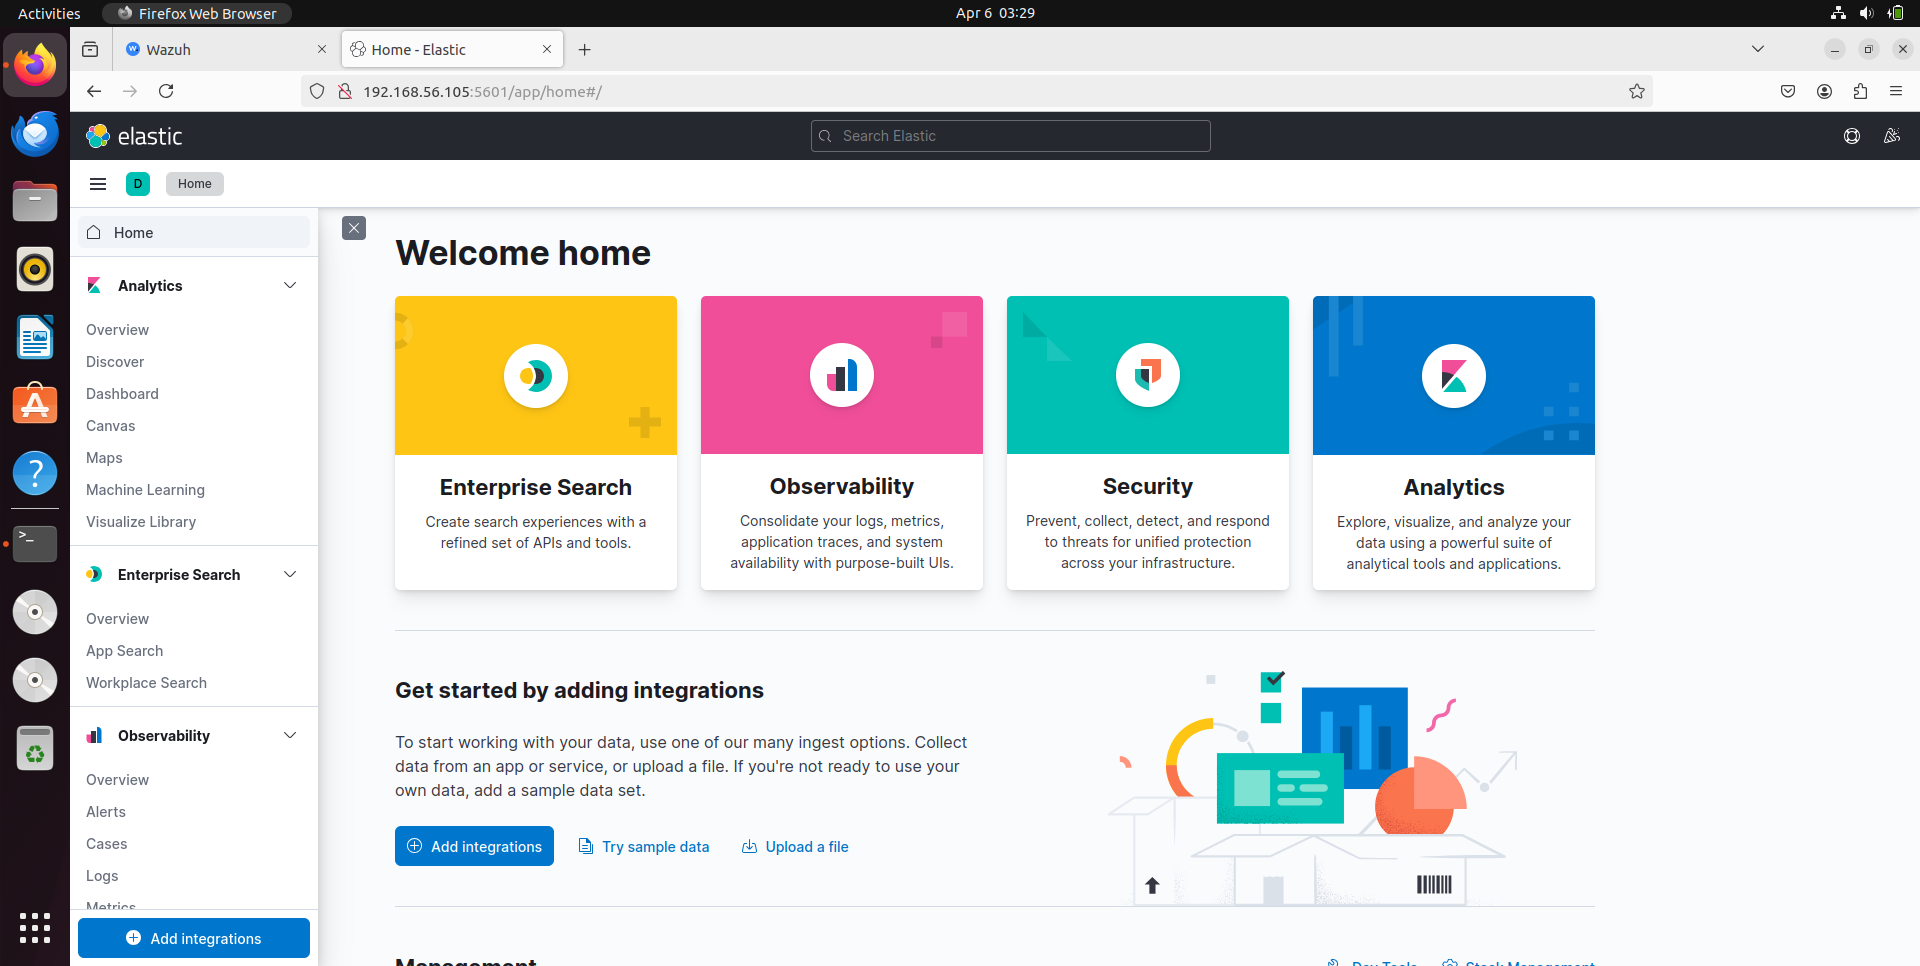 Activities
Firefox Web Browser
Apr 6 03:29
Wazuh
Home - Elastic
192.168.56.105:5601/app/home#/
elastic
Search Elastic
D
Home
Home
Analytics
Overview
Discover
Dashboard
Canvas
Maps
Machine Learning
Visualize Library
Enterprise Search
Overview
App Search
Workplace Search
Observability
Overview
Alerts
Cases
Logs
Metrics
Add integrations
Welcome home
Enterprise Search
Create search experiences with a
refined set of APIs and tools.
Observability
Consolidate your logs, metrics,
application traces, and system
availability with purpose-built UIs.
Security
Prevent, collect, detect, and respond
to threats for unified protection
across your infrastructure.
Analytics
Explore, visualize, and analyze your
data using a powerful suite of
analytical tools and applications.
Get started by adding integrations
To start working with your data, use one of our many ingest options. Collect
data from an app or service, or upload a file. If you're not ready to use your
own data, add a sample data set.
Add integrations
Try sample data
Upload a file
Management
Dev Tools
Stack Management